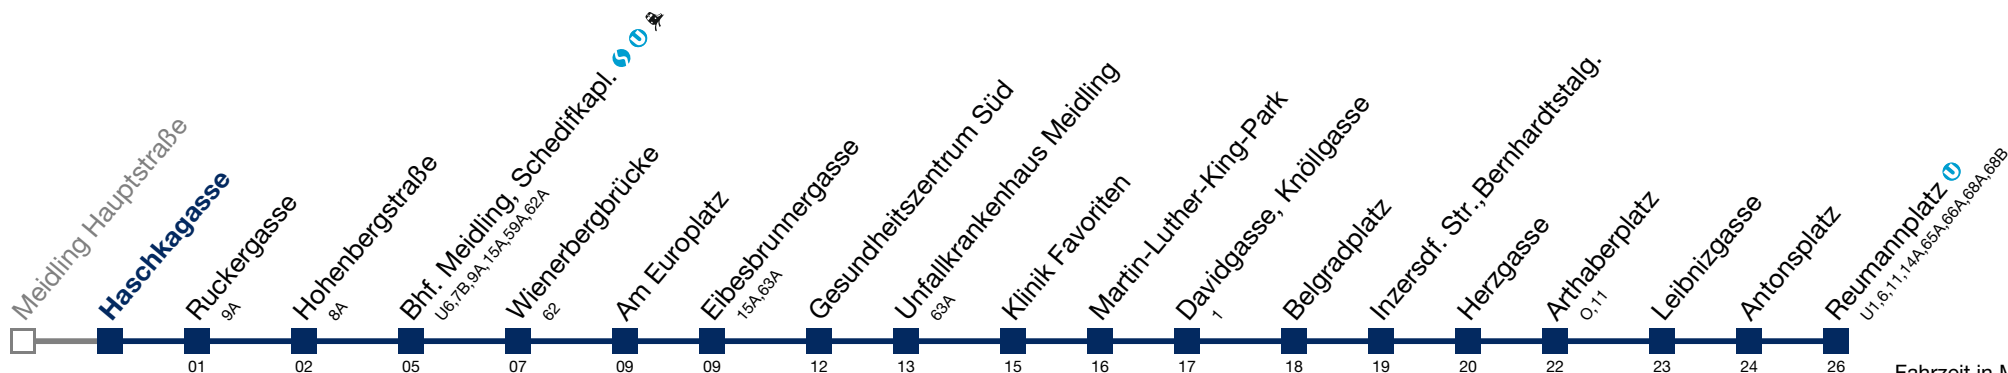 Meidling Hauptstraße
Haschkagasse
Ruckergasse
9A
01
Hohenbergstraße
8A
02
Bhf. Meidling, Schedifkapl.
U6,7B,9A,15A,59A,62A
05
Wienerbergbrücke
62
07
Am Europlatz
09
Eibesbrunnergasse
15A,63A
09
Gesundheitszentrum Süd
12
Unfallkrankenhaus Meidling
63A
13
Klinik Favoriten
15
Martin-Luther-King-Park
16
Davidgasse, Knöllgasse
1
17
Belgradplatz
18
Inzersdf. Str.,Bernhardtstalg.
19
Herzgasse
20
Arthaberplatz
O,11
22
Leibnizgasse
23
Antonsplatz
24
Reumannplatz U
U1,6,11,14A,65A,66A,68A,68B
26
Fahrzeit in M